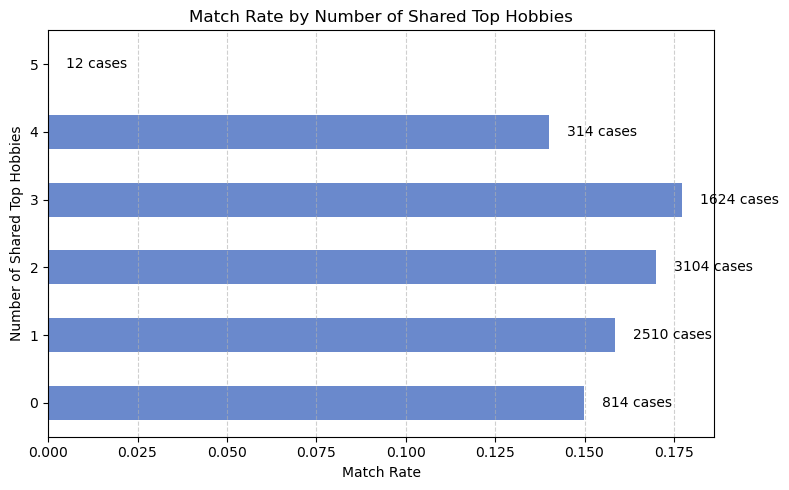 Match Rate by Number of Shared Top Hobbies
Number of Shared Top Hobbies
5
12 cases
4
314 cases
3
1624 cases
2
3104 cases
1
2510 cases
0
814 cases
0.000 0.025 0.050 0.075 0.100 0.125 0.150 0.175
Match Rate